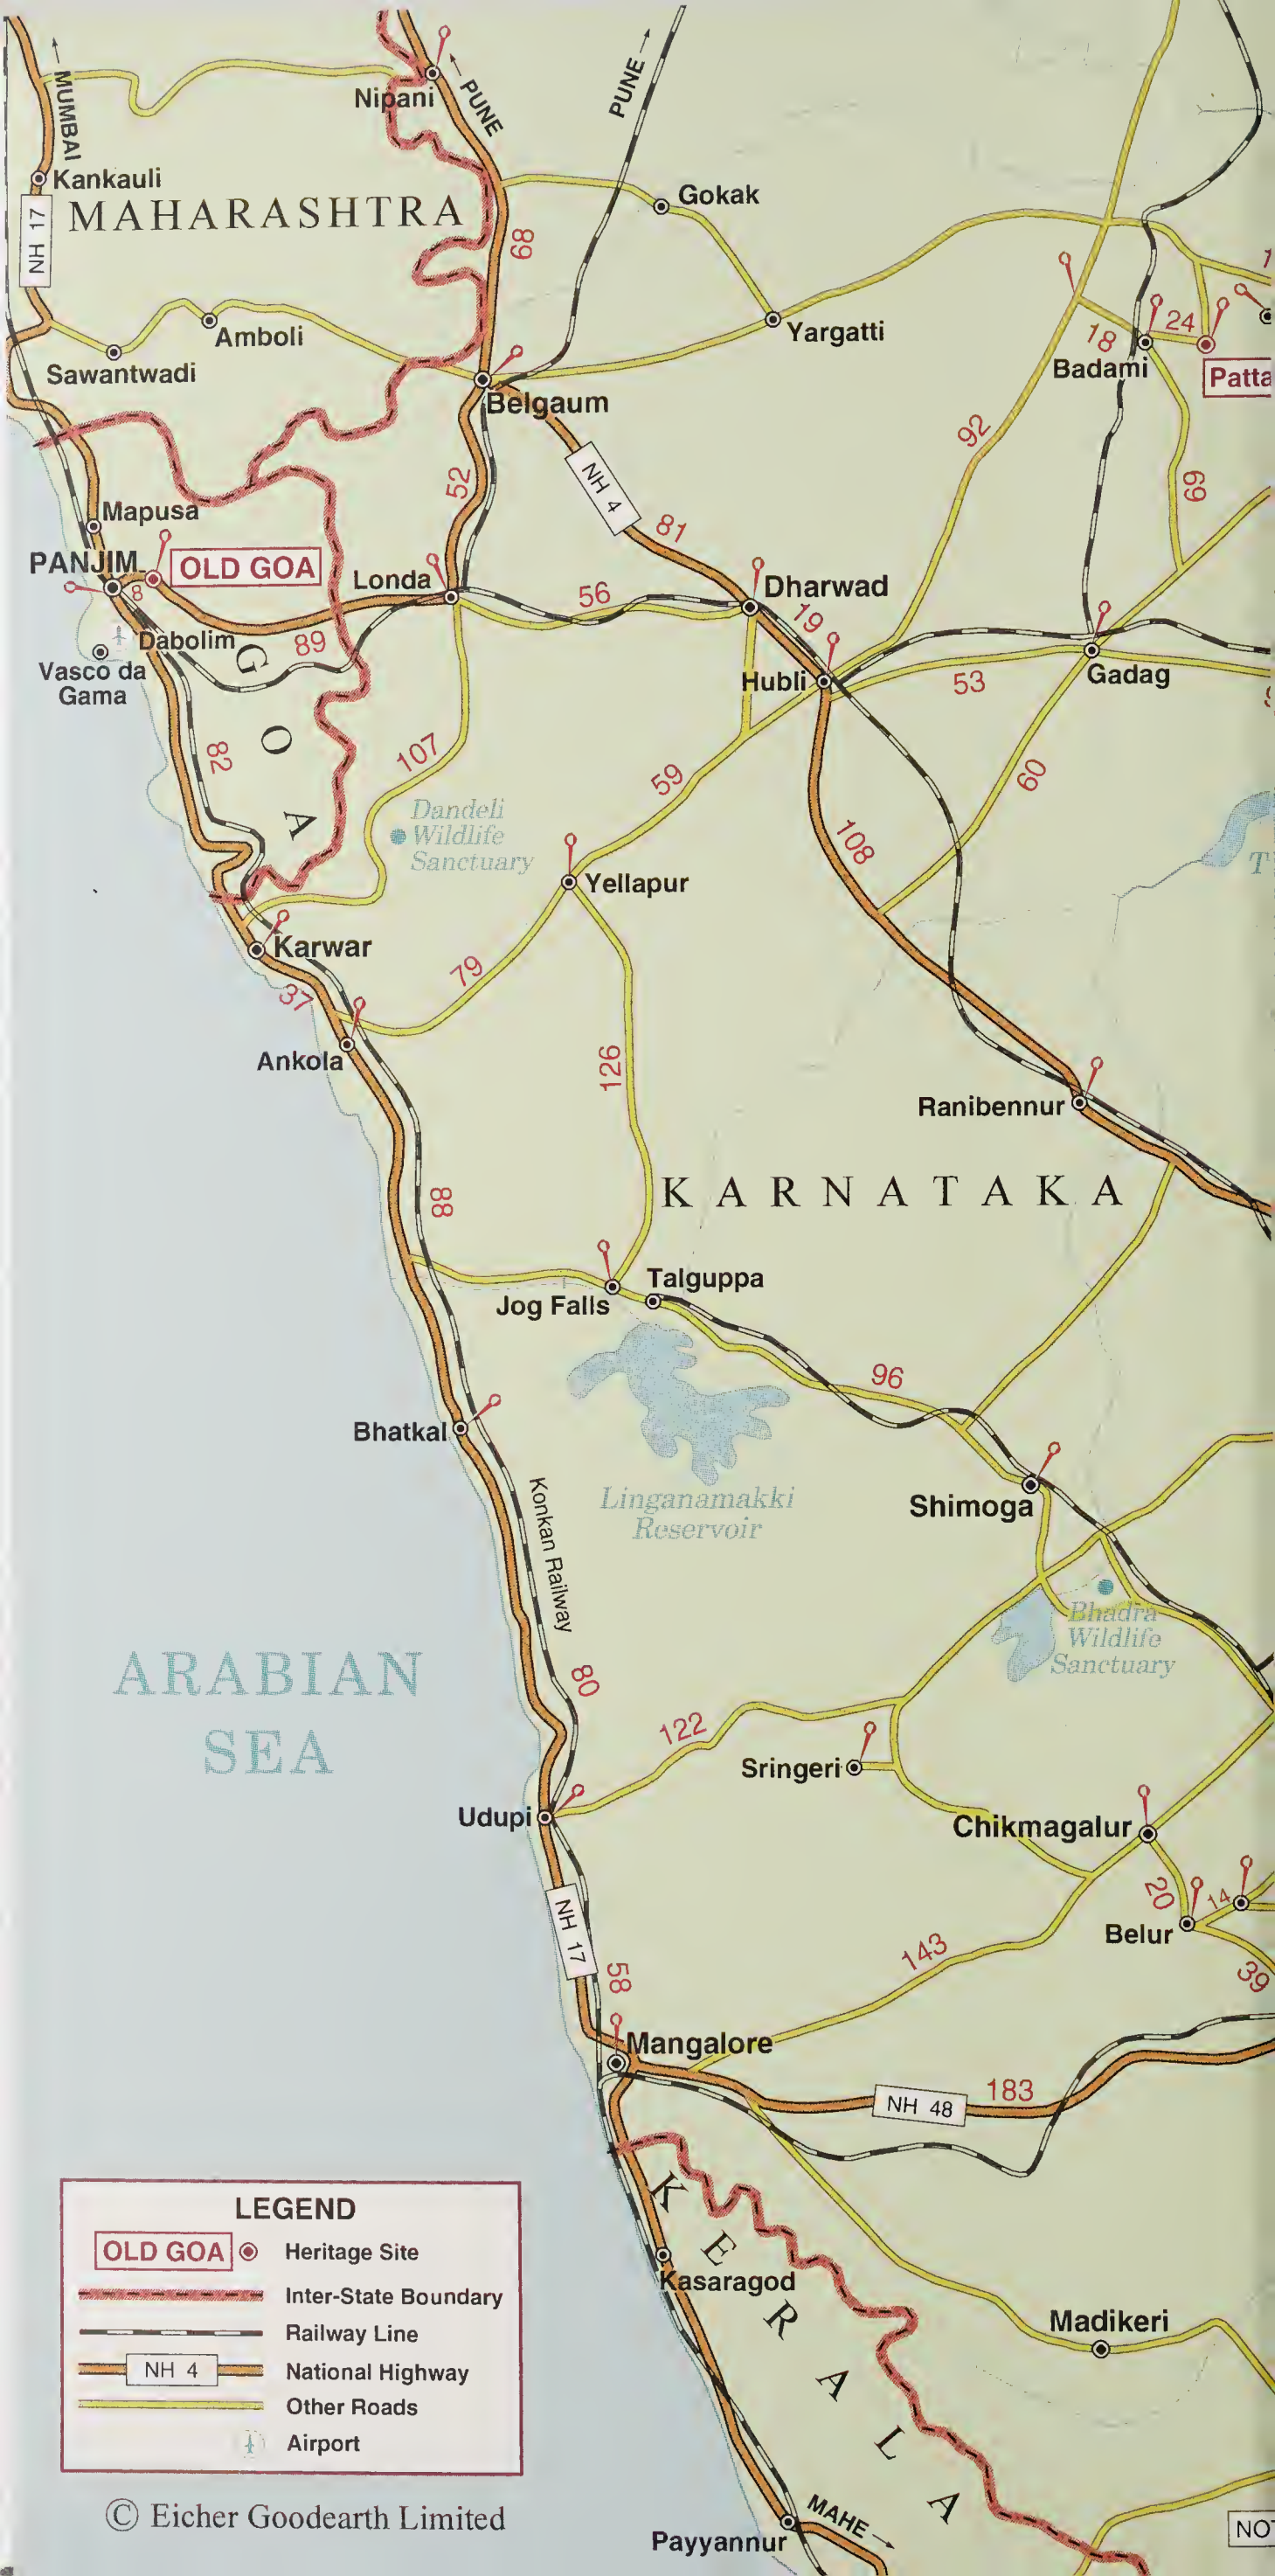 MUMBAI
PUNE
PUNE
Nipani
Kankauli
MAHARASHTRA
NH 17
Gokak
68
Amboli
Yargatti
Sawantwadi
18
24
Badami
Patta
Belgaum
92
52
NH 4
69
81
Mapusa
PANJIM
OLD GOA
8
Londa
56
Dharwad
19
Dabolim
89
Vasco da
Gama
GOA
Hubli
53
Gadag
82
107
59
60
Dandeli
Wildlife
Sanctuary
108
T
Yellapur
Karwar
79
37
Ankola
126
Ranibennur
KARNATAKA
88
Talguppa
Jog Falls
96
Bhatkal
Linganamakki
Reservoir
Shimoga
Konkan Railway
Bhadra
Wildlife
Sanctuary
ARABIAN
SEA
80
122
Sringeri
Udupi
Chikmagalur
20
14
Belur
NH 17
143
39
58
Mangalore
183
NH 48
KERALA
Kasaragod
Madikeri
LEGEND
OLD GOA Heritage Site
Inter-State Boundary
Railway Line
NH 4 National Highway
Other Roads
Airport
© Eicher Goodearth Limited
MAHE
Payyannur
NOT